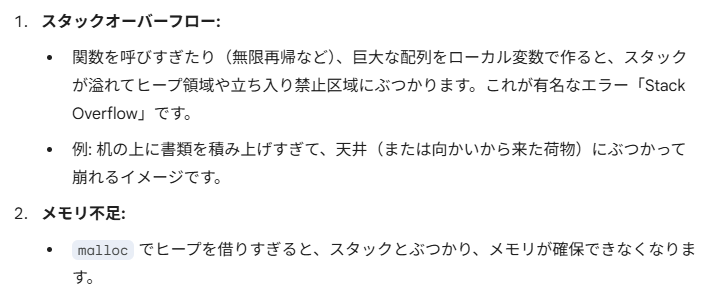 1. スタックオーバーフロー:
• 関数を呼びすぎたり（無限再帰など）、巨大な配列をローカル変数で作ると、スタック
が溢れてヒープ領域や立ち入り禁止区域にぶつかります。これが有名なエラー「Stack
Overflow」です。
• 例: 机の上に書類を積み上げすぎて、天井（または向かいから来た荷物）にぶつかって
崩れるイメージです。
2. メモリ不足:
• malloc でヒープを借りすぎると、スタックとぶつかり、メモリが確保できなくなりま
す。